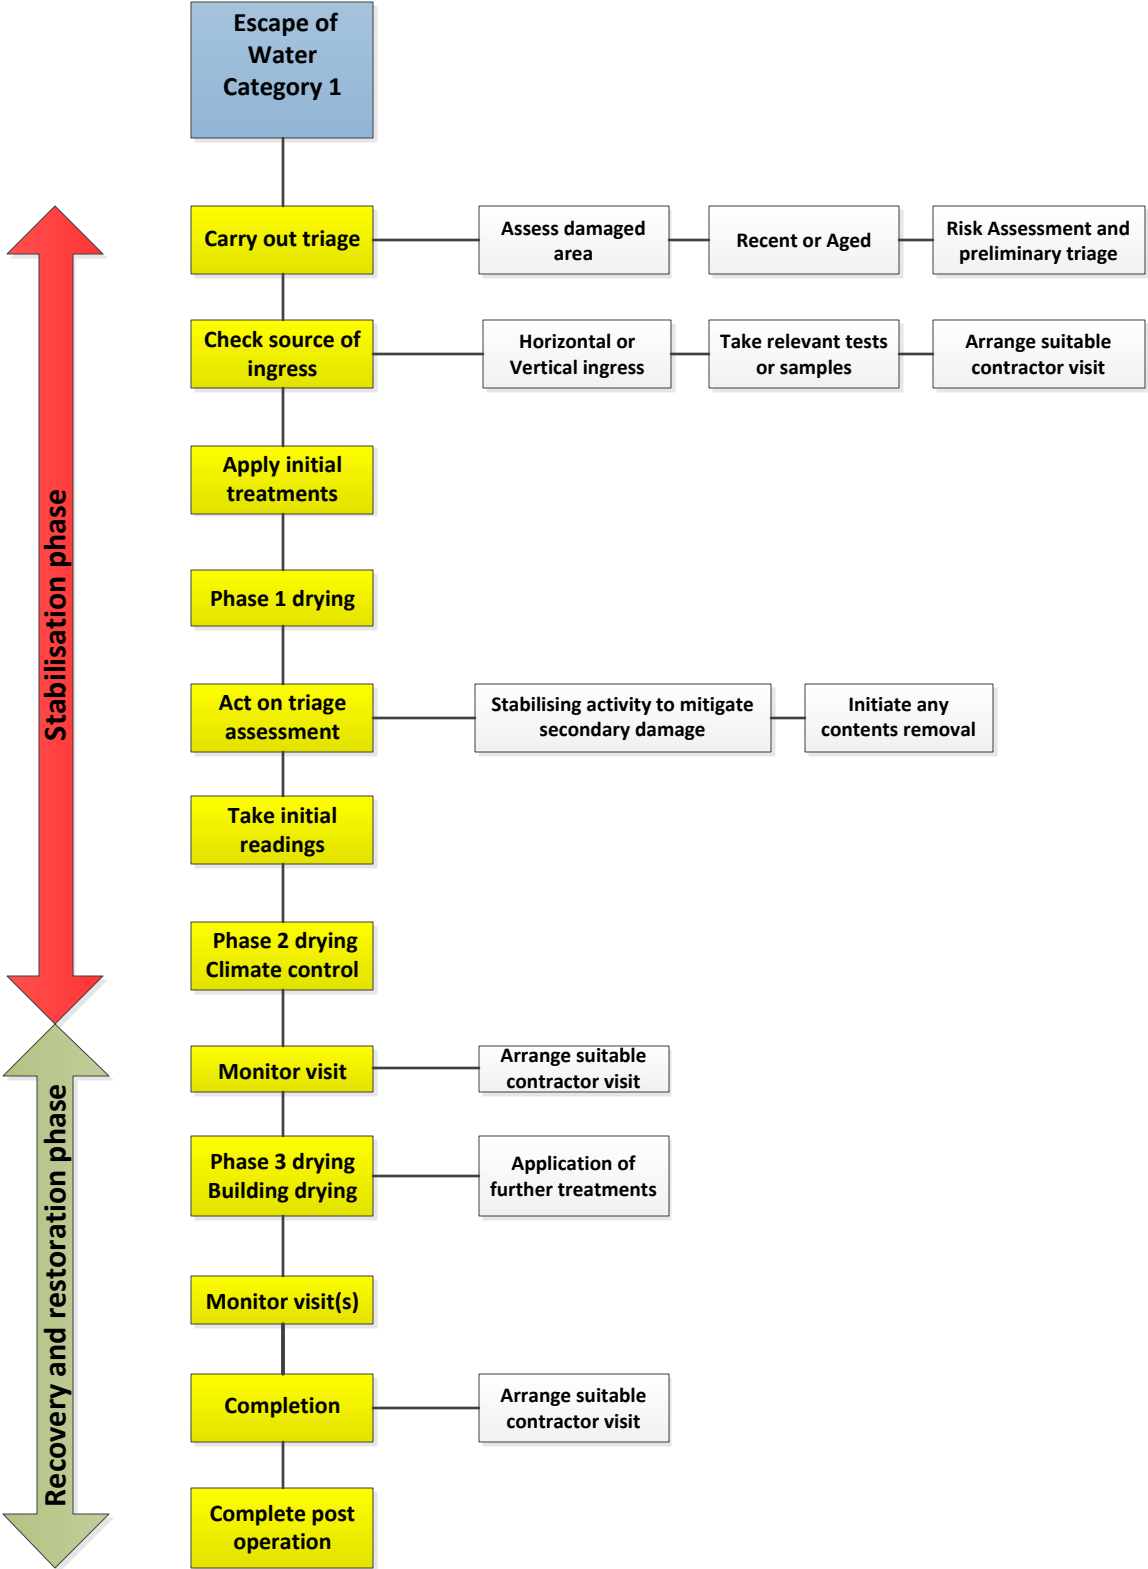 Escape of
Water
Category 1
Carry out triage
Assess damaged
area
Recent or Aged
Risk Assessment and
preliminary triage
Check source of
ingress
Horizontal or
Vertical ingress
Take relevant tests
or samples
Arrange suitable
contractor visit
Apply initial
treatments
Phase 1 drying
Act on triage
assessment
Stabilising activity to mitigate
secondary damage
Initiate any
contents removal
Take initial
readings
Phase 2 drying
Climate control
Stabilisation phase
Monitor visit
Arrange suitable
contractor visit
Phase 3 drying
Building drying
Application of
further treatments
Monitor visit(s)
Completion
Arrange suitable
contractor visit
Complete post
operation
Recovery and restoration phase